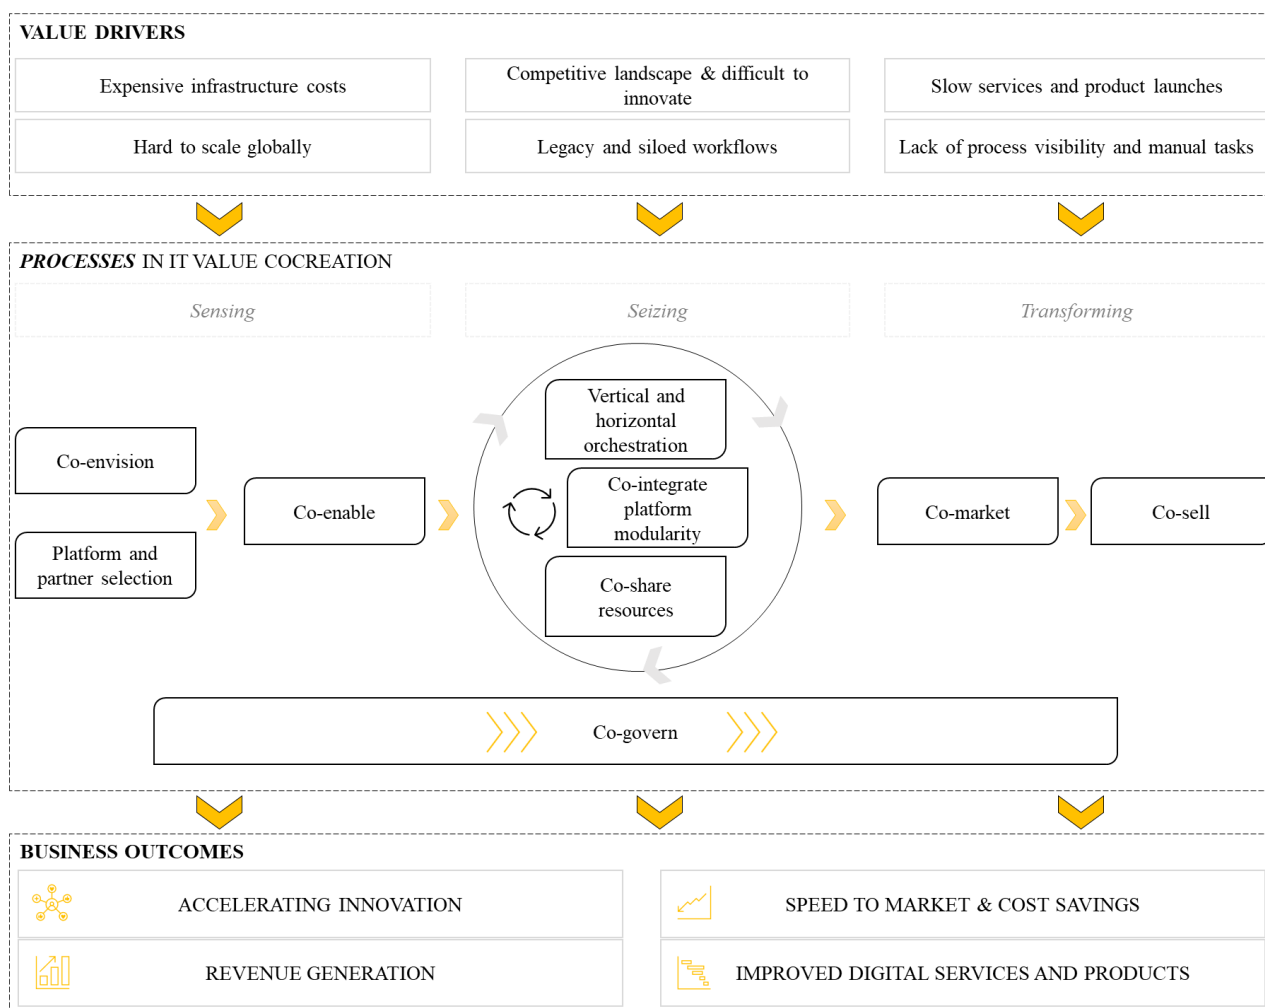 VALUE DRIVERS
Expensive infrastructure costs
Competitive landscape & difficult to
innovate
Slow services and product launches
Hard to scale globally
Legacy and siloed workflows
Lack of process visibility and manual tasks
PROCESSES IN IT VALUE COCREATION
Sensing
Seizing
Transforming
Co-envision
Platform and
partner selection
Co-enable
Vertical and
horizontal
orchestration
Co-integrate
platform
modularity
Co-share
resources
Co-market
Co-sell
Co-govern
BUSINESS OUTCOMES
ACCELERATING INNOVATION
SPEED TO MARKET & COST SAVINGS
REVENUE GENERATION
IMPROVED DIGITAL SERVICES AND PRODUCTS